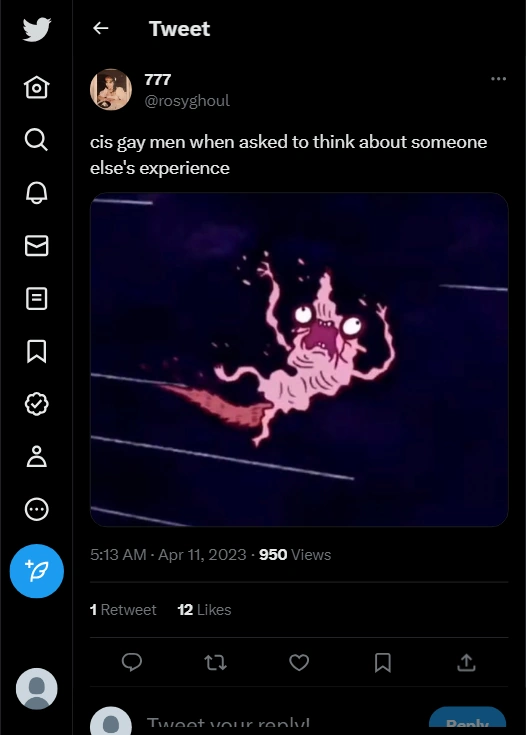 Tweet
777
@rosyghoul
cis gay men when asked to think about someone
else's experience
5:13 AM · Apr 11, 2023 · 950 Views
1 Retweet 12 Likes
Tweet your reply!
Reply